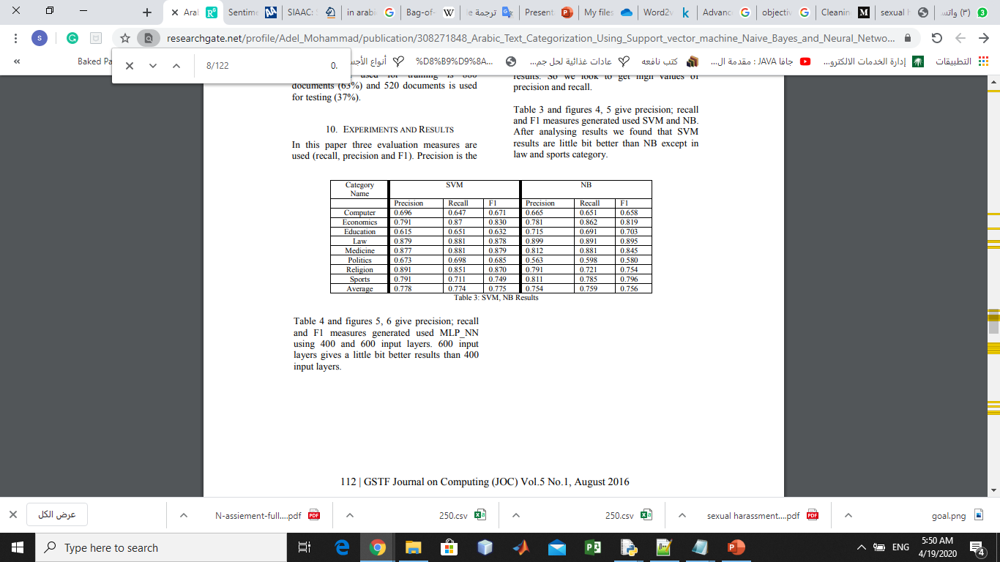 Aral
Sentime
SIAAC: S
in arabi
Bag-of-
ترجمة e
Present
My files
Word2v
Advanc
objectiv
Cleanin
sexual h
(٣) واتس
researchgate.net/profile/Adel_Mohammad/publication/308271848_Arabic_Text_Categorization_Using_Support_vector_machine_Naive_Bayes_and_Neural_Netwo...
Baked Pa
أنواع الأجس
%D8%B9%D9%8A...
عادات غذائية لحل جم...
كتب نافعه
جافا JAVA : مقدمة ال...
إدارة الخدمات الالكترو...
التطبيقات
8/122
0.
documents (63%) and 520 documents is used
for testing (37%).
10. EXPERIMENTS AND RESULTS
In this paper three evaluation measures are
used (recall, precision and F1). Precision is the
results. So we look to get high values of
precision and recall.
Table 3 and figures 4, 5 give precision; recall
and F1 measures generated used SVM and NB.
After analysing results we found that SVM
results are little bit better than NB except in
law and sports category.
Category Name SVM NB
Precision Recall F1 Precision Recall F1
Computer 0.696 0.647 0.671 0.665 0.651 0.658
Economics 0.791 0.87 0.830 0.781 0.862 0.819
Education 0.615 0.651 0.632 0.715 0.691 0.703
Law 0.879 0.881 0.878 0.899 0.891 0.895
Medicine 0.877 0.881 0.879 0.812 0.881 0.845
Politics 0.673 0.698 0.685 0.563 0.598 0.580
Religion 0.891 0.851 0.870 0.791 0.721 0.754
Sports 0.791 0.711 0.749 0.811 0.785 0.796
Average 0.778 0.774 0.775 0.754 0.759 0.756
Table 3: SVM, NB Results
Table 4 and figures 5, 6 give precision; recall
and F1 measures generated used MLP_NN
using 400 and 600 input layers. 600 input
layers gives a little bit better results than 400
input layers.
112 | GSTF Journal on Computing (JOC) Vol.5 No.1, August 2016
عرض الكل
N-assiement-full....pdf
250.csv
250.csv
sexual harassment....pdf
goal.png
Type here to search
ENG
5:50 AM
4/19/2020
4